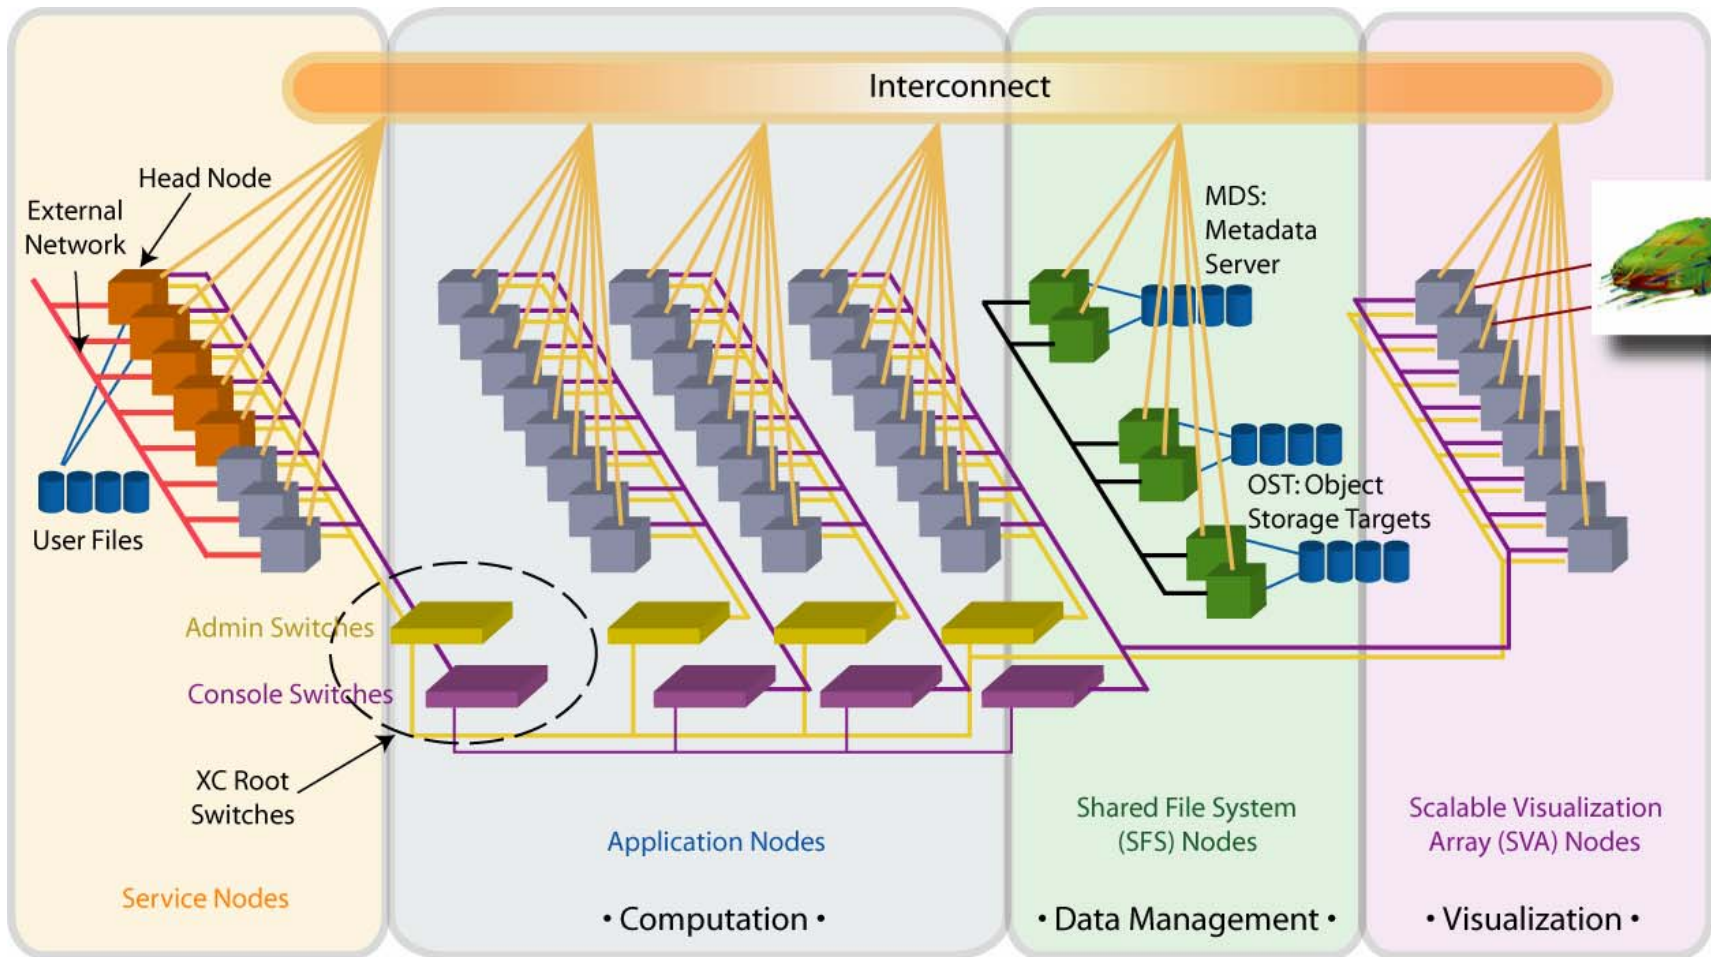 Interconnect
Head Node
External
Network
User Files
Admin Switches
Console Switches
XC Root
Switches
Service Nodes
Application Nodes
• Computation •
MDS:
Metadata
Server
OST: Object
Storage Targets
Shared File System
(SFS) Nodes
• Data Management •
Scalable Visualization
Array (SVA) Nodes
• Visualization •